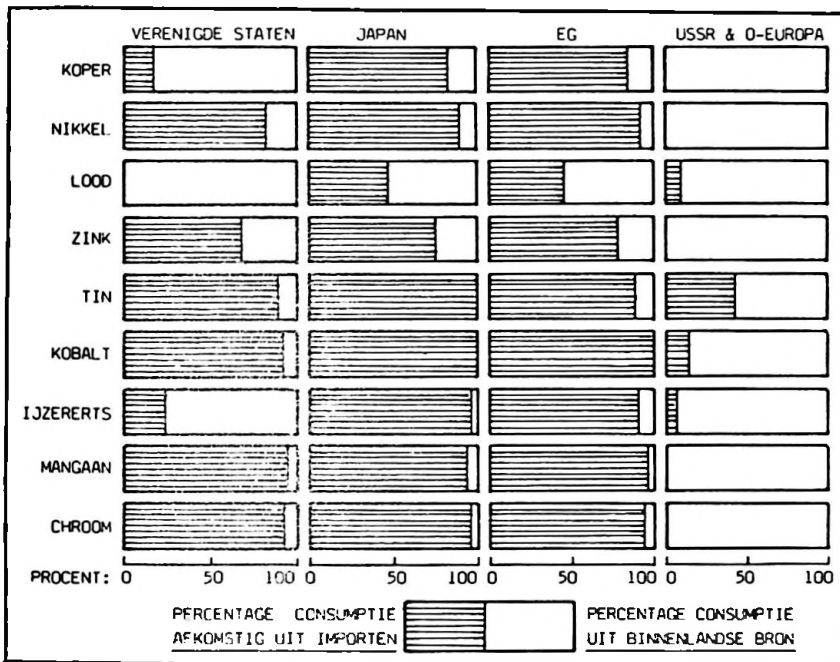 VERENIGDE STATEN JAPAN EG USSR & O-EUROPA
KOPER
NIKKEL
LOOD
ZINK
TIN
KOBALT
IJZERERTS
MANGAAN
CHROOM
PROCENT: 0 50 100 0 50 100 0 50 100 0 50 100
PERCENTAGE CONSUMPTIE PERCENTAGE CONSUMPTIE
AFKOMSTIG UIT IMPORTEN UIT BINNENLANDSE BRON